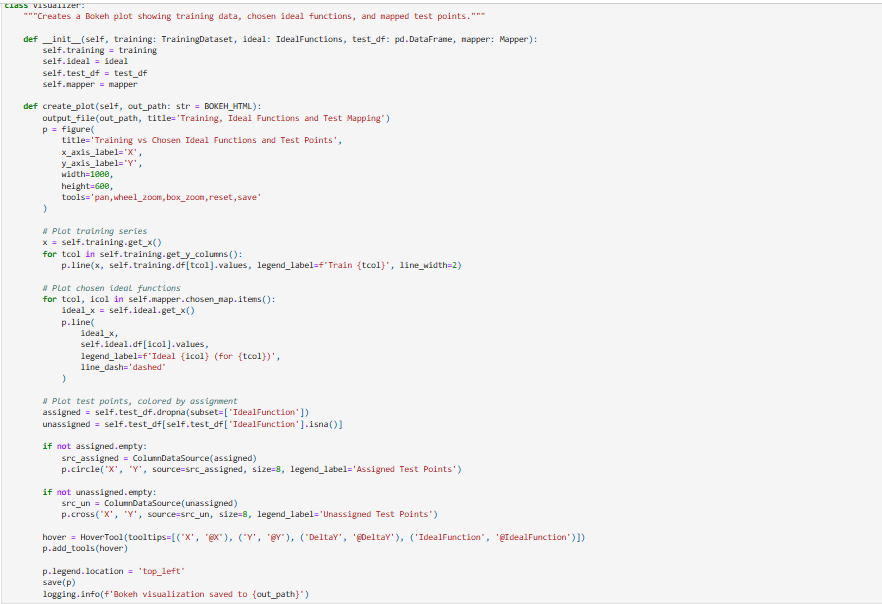 class Visualizer:
    """Creates a Bokeh plot showing training data, chosen ideal functions, and mapped test points."""
    def __init__(self, training: TrainingDataset, ideal: IdealFunctions, test_df: pd.DataFrame, mapper: Mapper):
        self.training = training
        self.ideal = ideal
        self.test_df = test_df
        self.mapper = mapper
    def create_plot(self, out_path: str = BOKEH_HTML):
        output_file(out_path, title='Training, Ideal Functions and Test Mapping')
        p = figure(
            title='Training vs Chosen Ideal Functions and Test Points',
            x_axis_label='X',
            y_axis_label='Y',
            width=1000,
            height=600,
            tools='pan,wheel_zoom,box_zoom,reset,save'
        )
        # Plot training series
        x = self.training.get_x()
        for tcol in self.training.get_y_columns():
            p.line(x, self.training.df[tcol].values, legend_label=f'Train {tcol}', line_width=2)
        # Plot chosen ideal functions
        for tcol, icol in self.mapper.chosen_map.items():
            ideal_x = self.ideal.get_x()
            p.line(
                ideal_x,
                self.ideal.df[icol].values,
                legend_label=f'Ideal {icol} (for {tcol})',
                line_dash='dashed'
            )
        # Plot test points, colored by assignment
        assigned = self.test_df.dropna(subset=['IdealFunction'])
        unassigned = self.test_df[self.test_df['IdealFunction'].isna()]
        if not assigned.empty:
            src_assigned = ColumnDataSource(assigned)
            p.circle('X', 'Y', source=src_assigned, size=8, legend_label='Assigned Test Points')
        if not unassigned.empty:
            src_un = ColumnDataSource(unassigned)
            p.cross('X', 'Y', source=src_un, size=8, legend_label='Unassigned Test Points')
        hover = HoverTool(tooltips=[('X', '@X'), ('Y', '@Y'), ('DeltaY', '@DeltaY'), ('IdealFunction', '@IdealFunction')])
        p.add_tools(hover)
        p.legend.location = 'top_left'
        save(p)
        logging.info(f'Bokeh visualization saved to {out_path}')